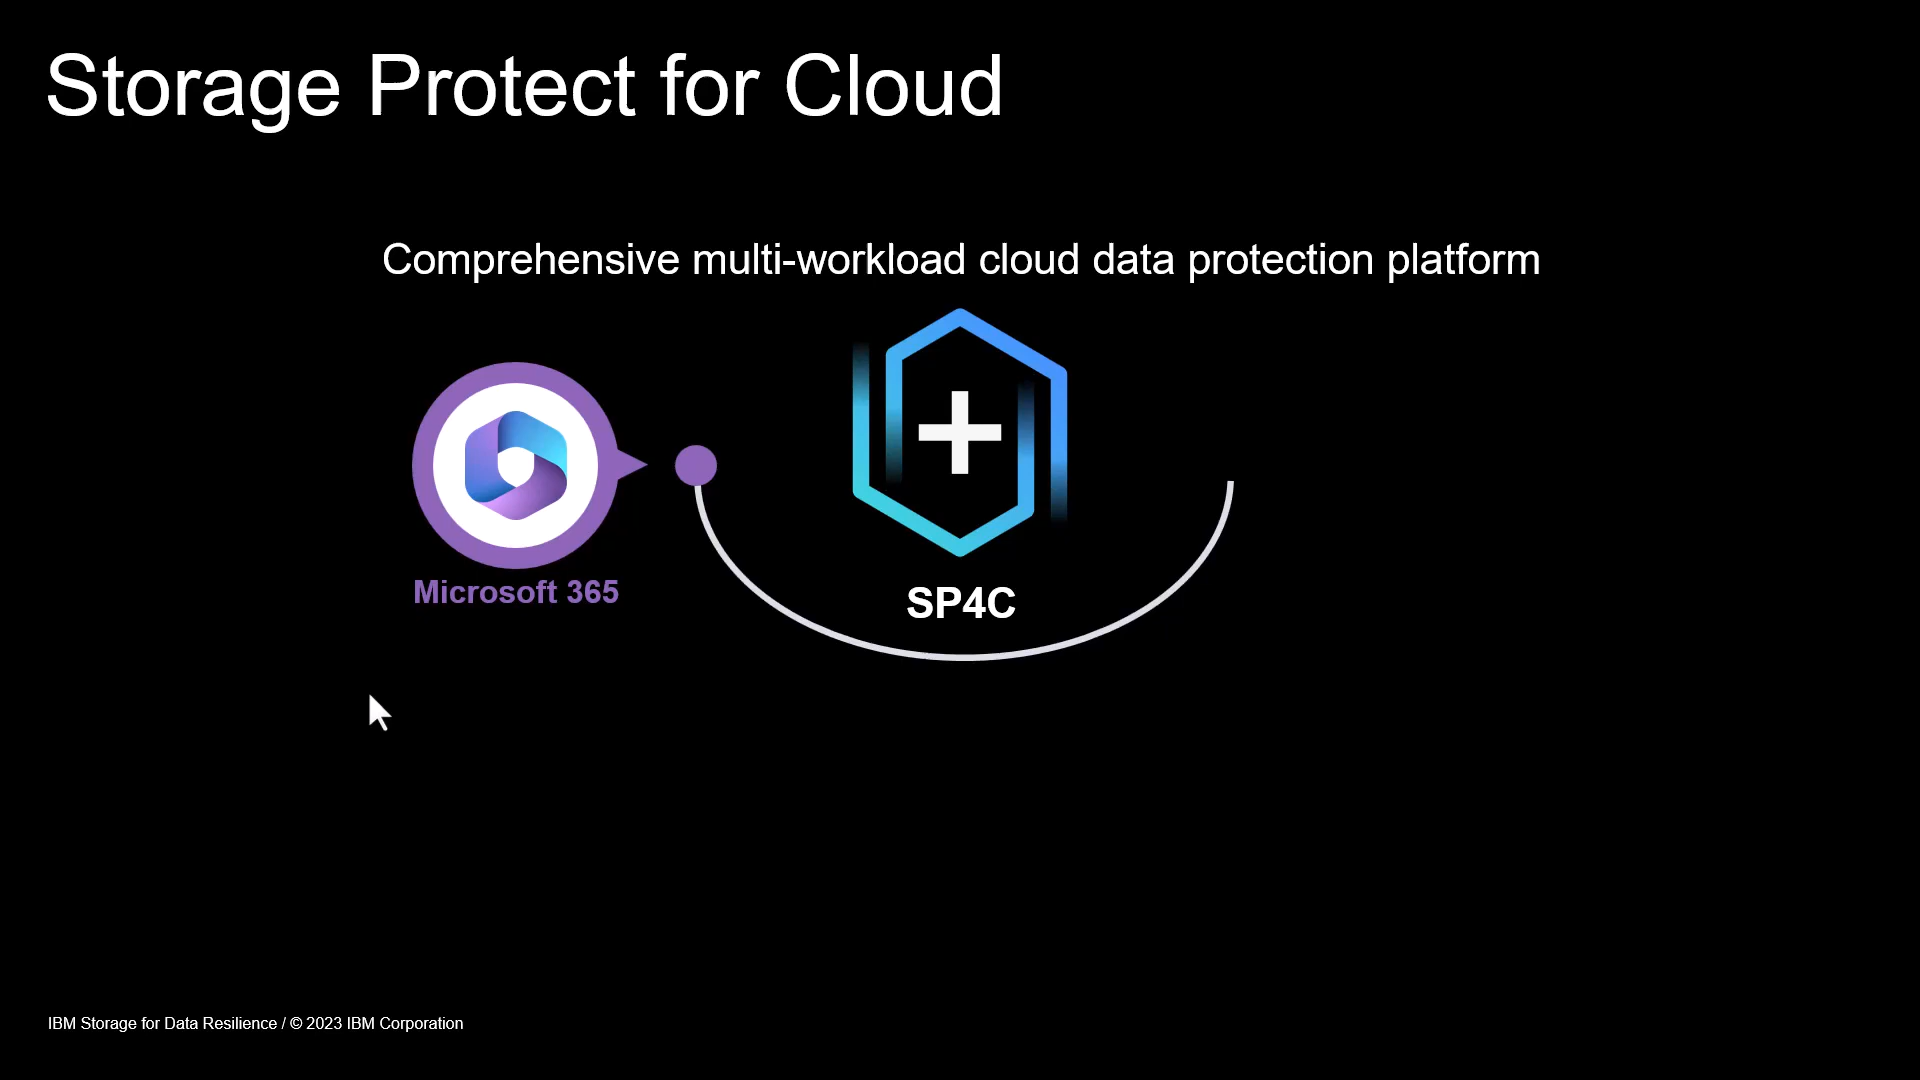 Storage Protect for Cloud
Comprehensive multi-workload cloud data protection platform
Microsoft 365
SP4C
IBM Storage for Data Resilience / © 2023 IBM Corporation